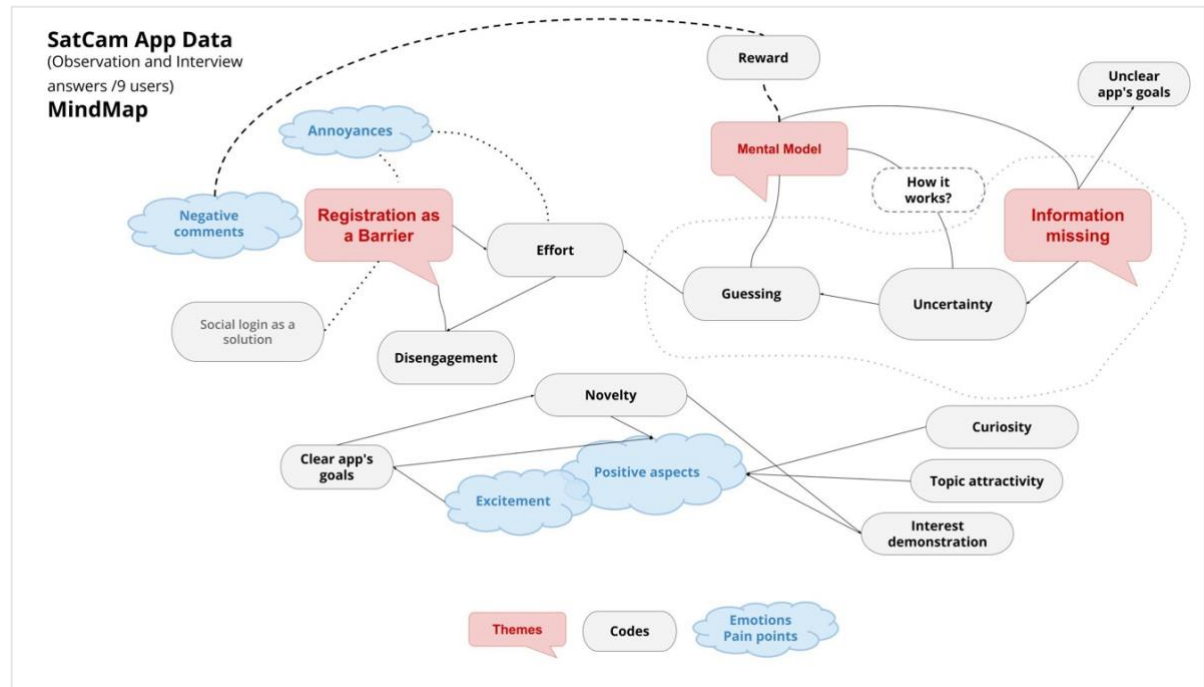 SatCam App Data
(Observation and Interview
answers /9 users)
MindMap
Reward
Unclear
app's goals
Annoyances
Mental Model
How it
works?
Negative
comments
Registration as
a Barrier
Information
missing
Effort
Guessing
Uncertainty
Social login as a
solution
Disengagement
Novelty
Curiosity
Clear app's
goals
Positive aspects
Topic attractivity
Excitement
Interest
demonstration
Themes
Codes
Emotions
Pain points